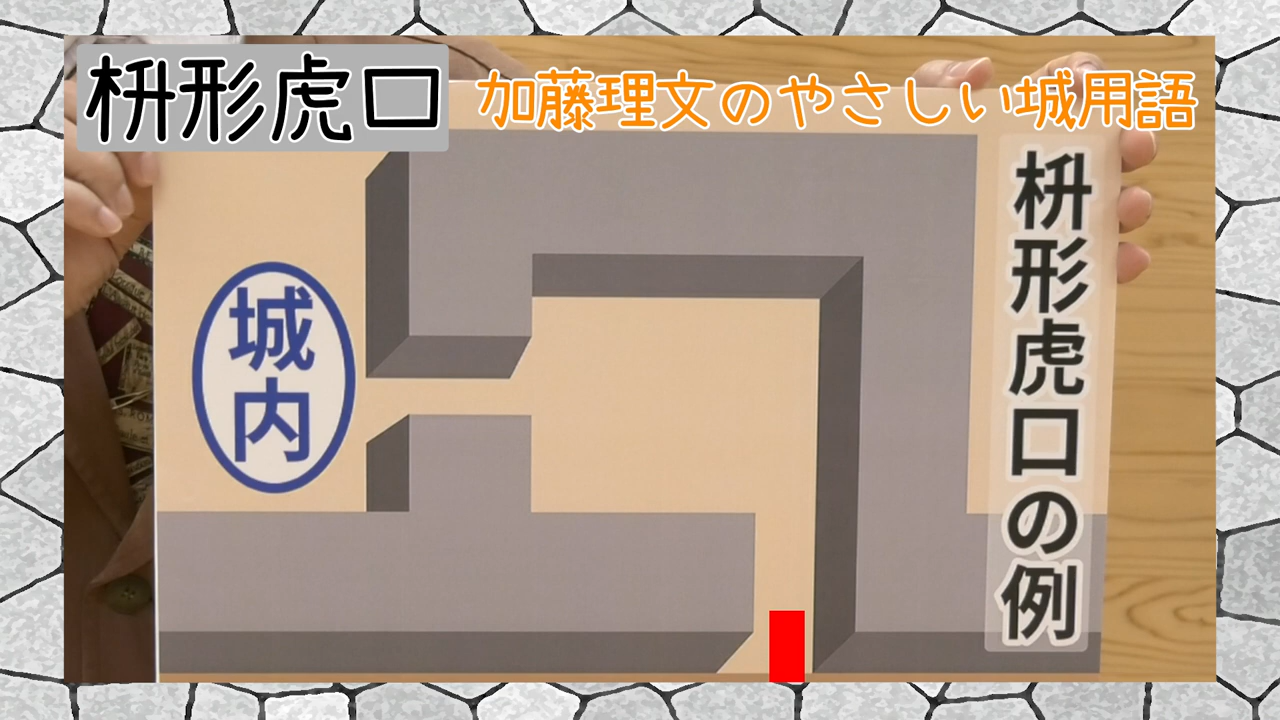 枡形虎口
加藤理文のやさしい城用語
城内
枡形虎口の例